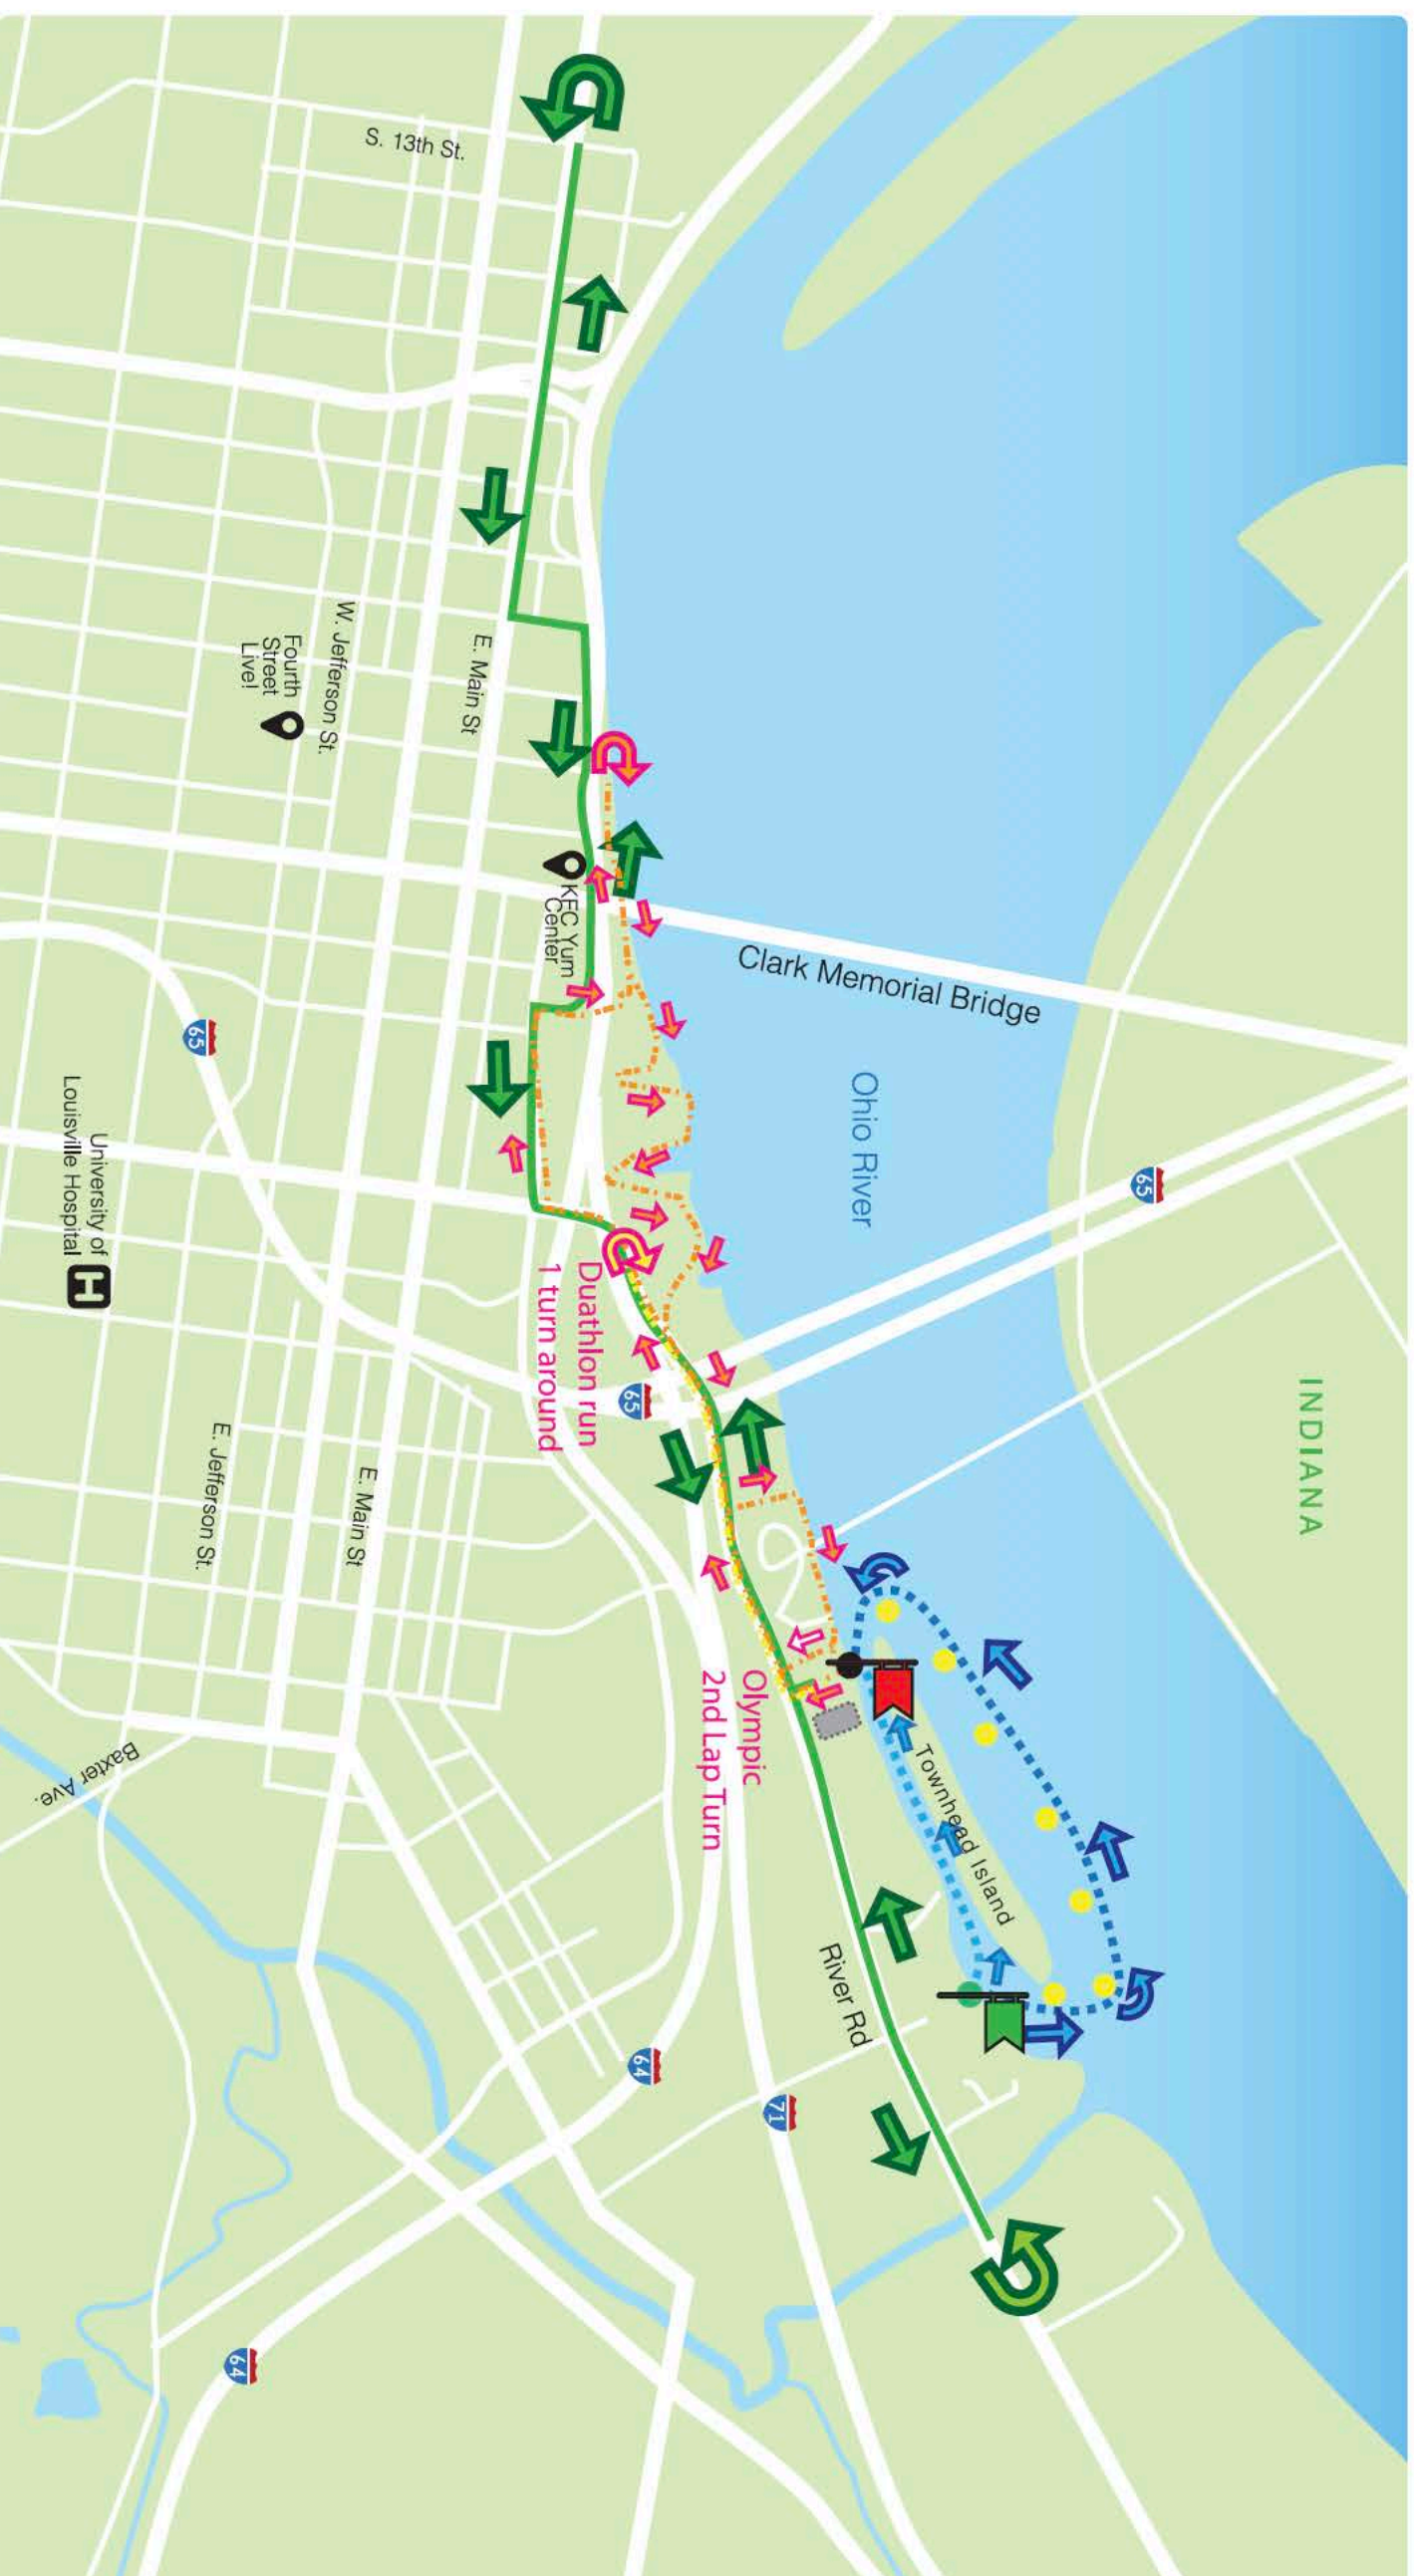 S. 13th St.
W. Jefferson St.
E. Main St
Fourth
Street
Live!
KFC Yum
Center
Clark Memorial Bridge
Ohio River
INDIANA
65
65
65
University of
Louisville Hospital
H
Duathlon run
1 turn around
E. Jefferson St.
E. Main St
Olympic
2nd Lap Turn
Townhead Island
River Rd
Baxter Ave.
64
71
64